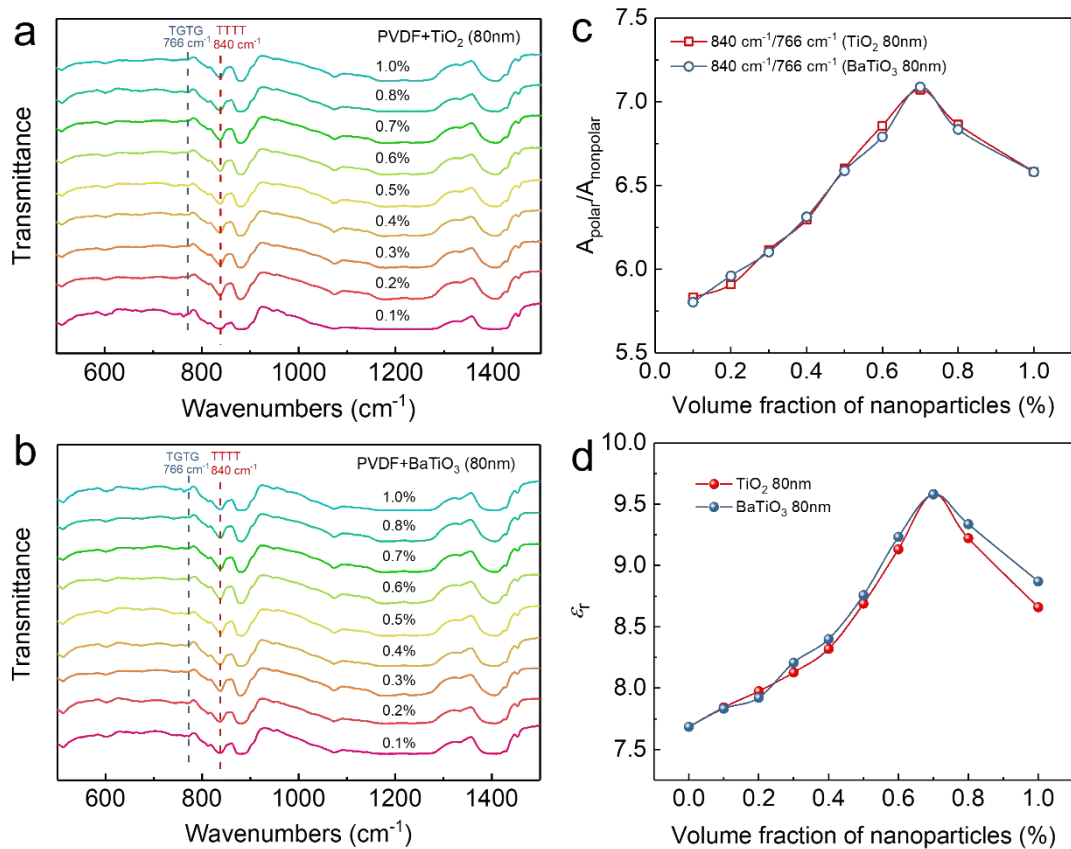 a
TGTG
766 cm⁻¹
TTTT
840 cm⁻¹
PVDF+TiO₂ (80nm)
1.0%
0.8%
0.7%
0.6%
0.5%
0.4%
0.3%
0.2%
0.1%
Transmittance
600 800 1000 1200 1400
Wavenumbers (cm⁻¹)
c
7.5
7.0
6.5
6.0
5.5
A_polar/A_nonpolar
840 cm⁻¹/766 cm⁻¹ (TiO₂ 80nm)
840 cm⁻¹/766 cm⁻¹ (BaTiO₃ 80nm)
0.0 0.2 0.4 0.6 0.8 1.0
Volume fraction of nanoparticles (%)
b
TGTG
766 cm⁻¹
TTTT
840 cm⁻¹
PVDF+BaTiO₃ (80nm)
1.0%
0.8%
0.7%
0.6%
0.5%
0.4%
0.3%
0.2%
0.1%
Transmittance
600 800 1000 1200 1400
Wavenumbers (cm⁻¹)
d
10.0
9.5
9.0
8.5
8.0
7.5
εᵣ
TiO₂ 80nm
BaTiO₃ 80nm
0.0 0.2 0.4 0.6 0.8 1.0
Volume fraction of nanoparticles (%)